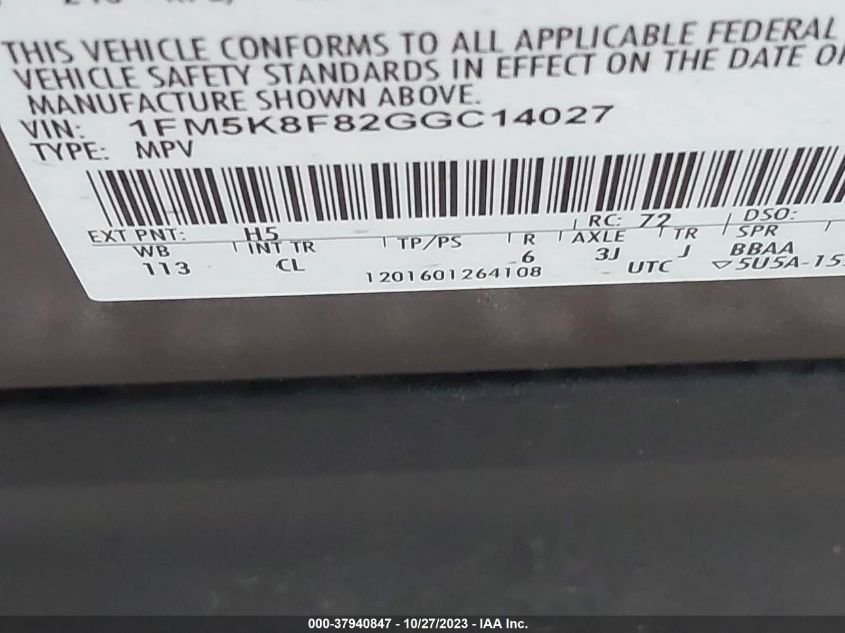 THIS VEHICLE CONFORMS TO ALL APPLICABLE FEDERAL
VEHICLE SAFETY STANDARDS IN EFFECT ON THE DATE OF
MANUFACTURE SHOWN ABOVE.
VIN: 1FM5K8F82GGC14027
TYPE: MPV
EXT PNT: H5 RC: 72 DSO:
WB INT TR TP/PS R AXLE TR SPR
113 CL 6 3J J BBAA
1201601264108 UTC ▽5U5A-15
000-37940847 - 10/27/2023 - IAA Inc.